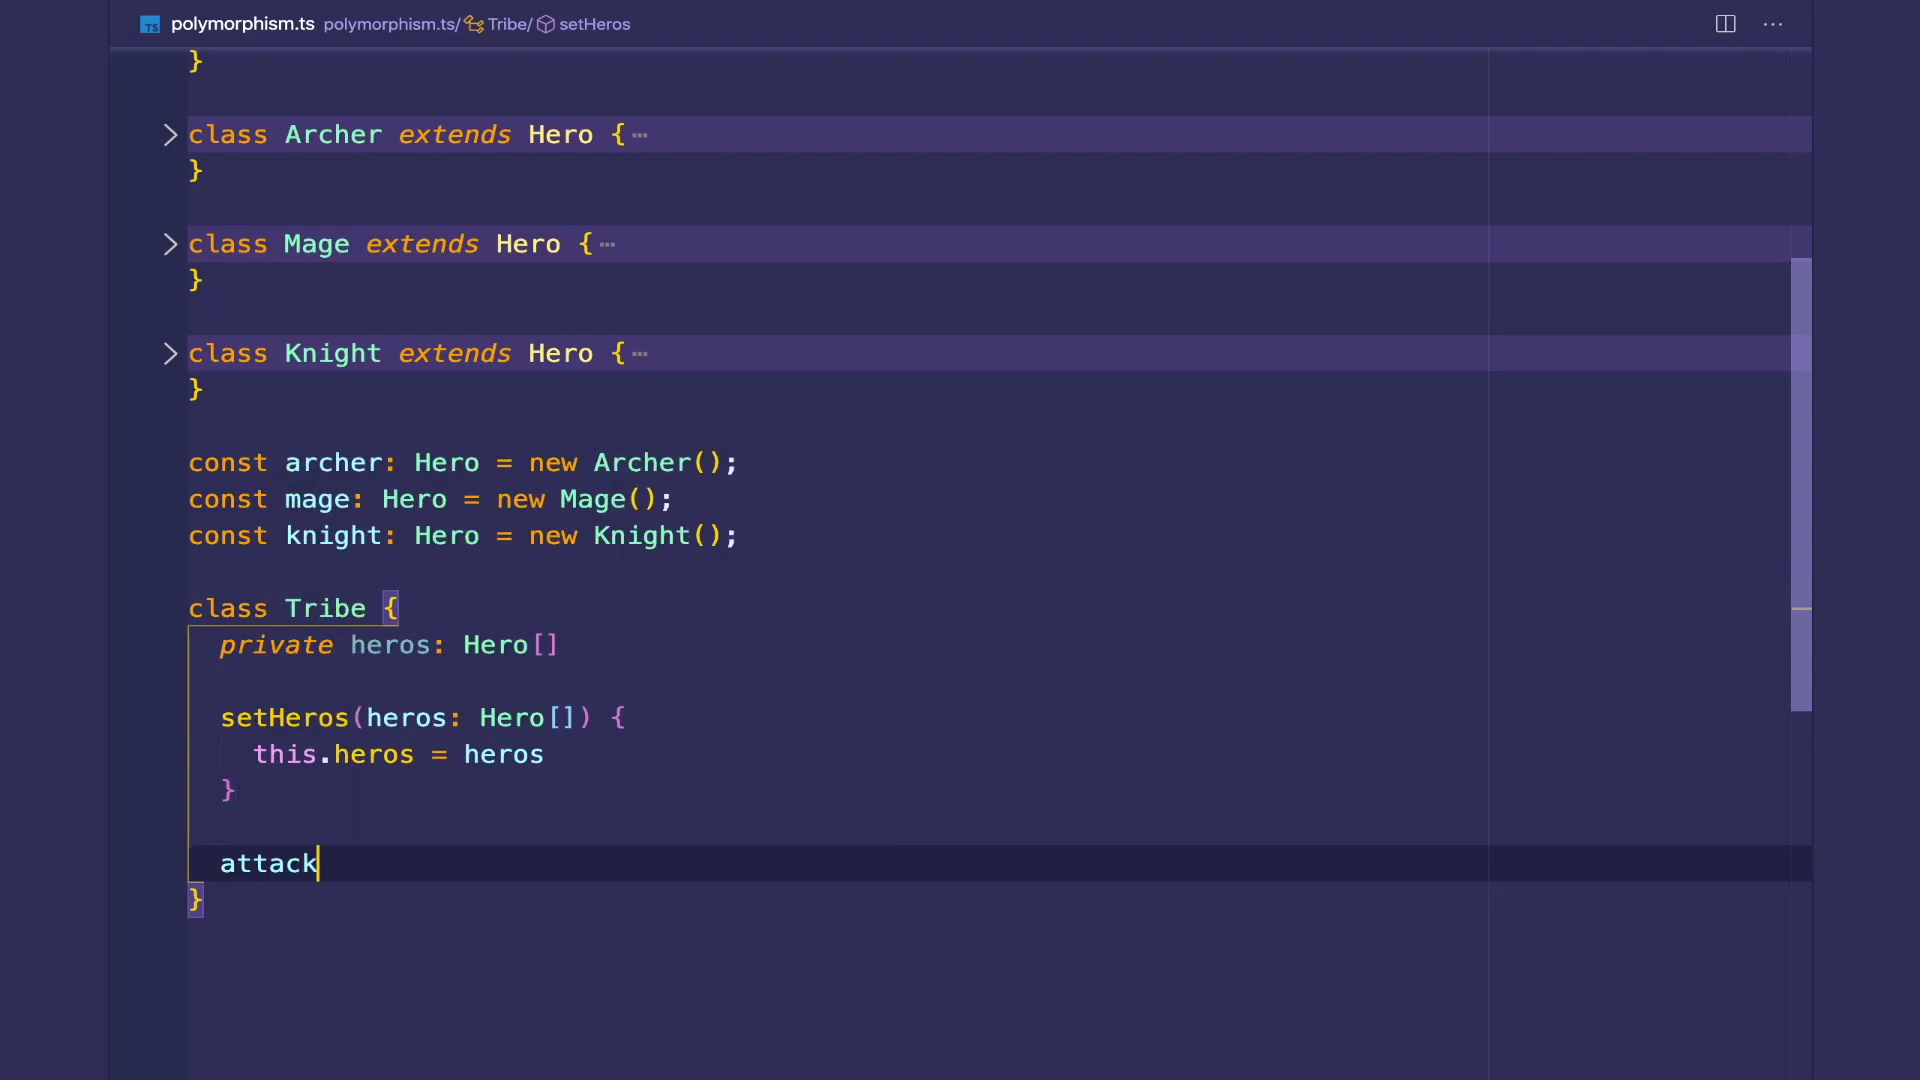 TS polymorphism.ts polymorphism.ts/ Tribe/ setHeros ···
}
class Archer extends Hero {···
}
class Mage extends Hero {···
}
class Knight extends Hero {···
}
const archer: Hero = new Archer();
const mage: Hero = new Mage();
const knight: Hero = new Knight();
class Tribe {
private heros: Hero[]
setHeros(heros: Hero[]) {
this.heros = heros
}
attack
}